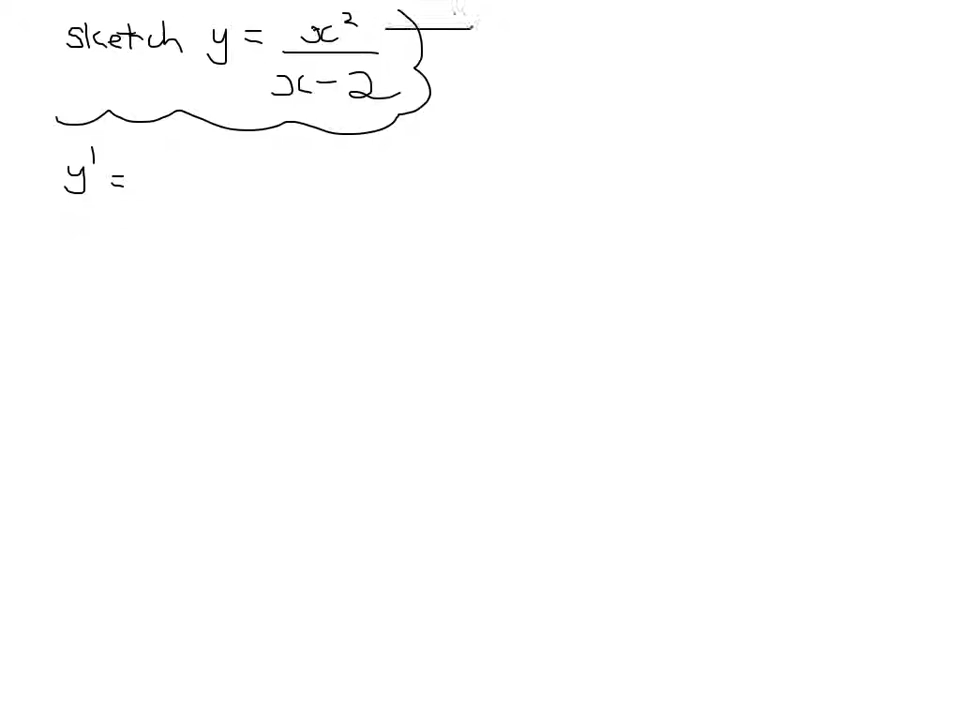 sketch y = x²/(x-2)
y' =